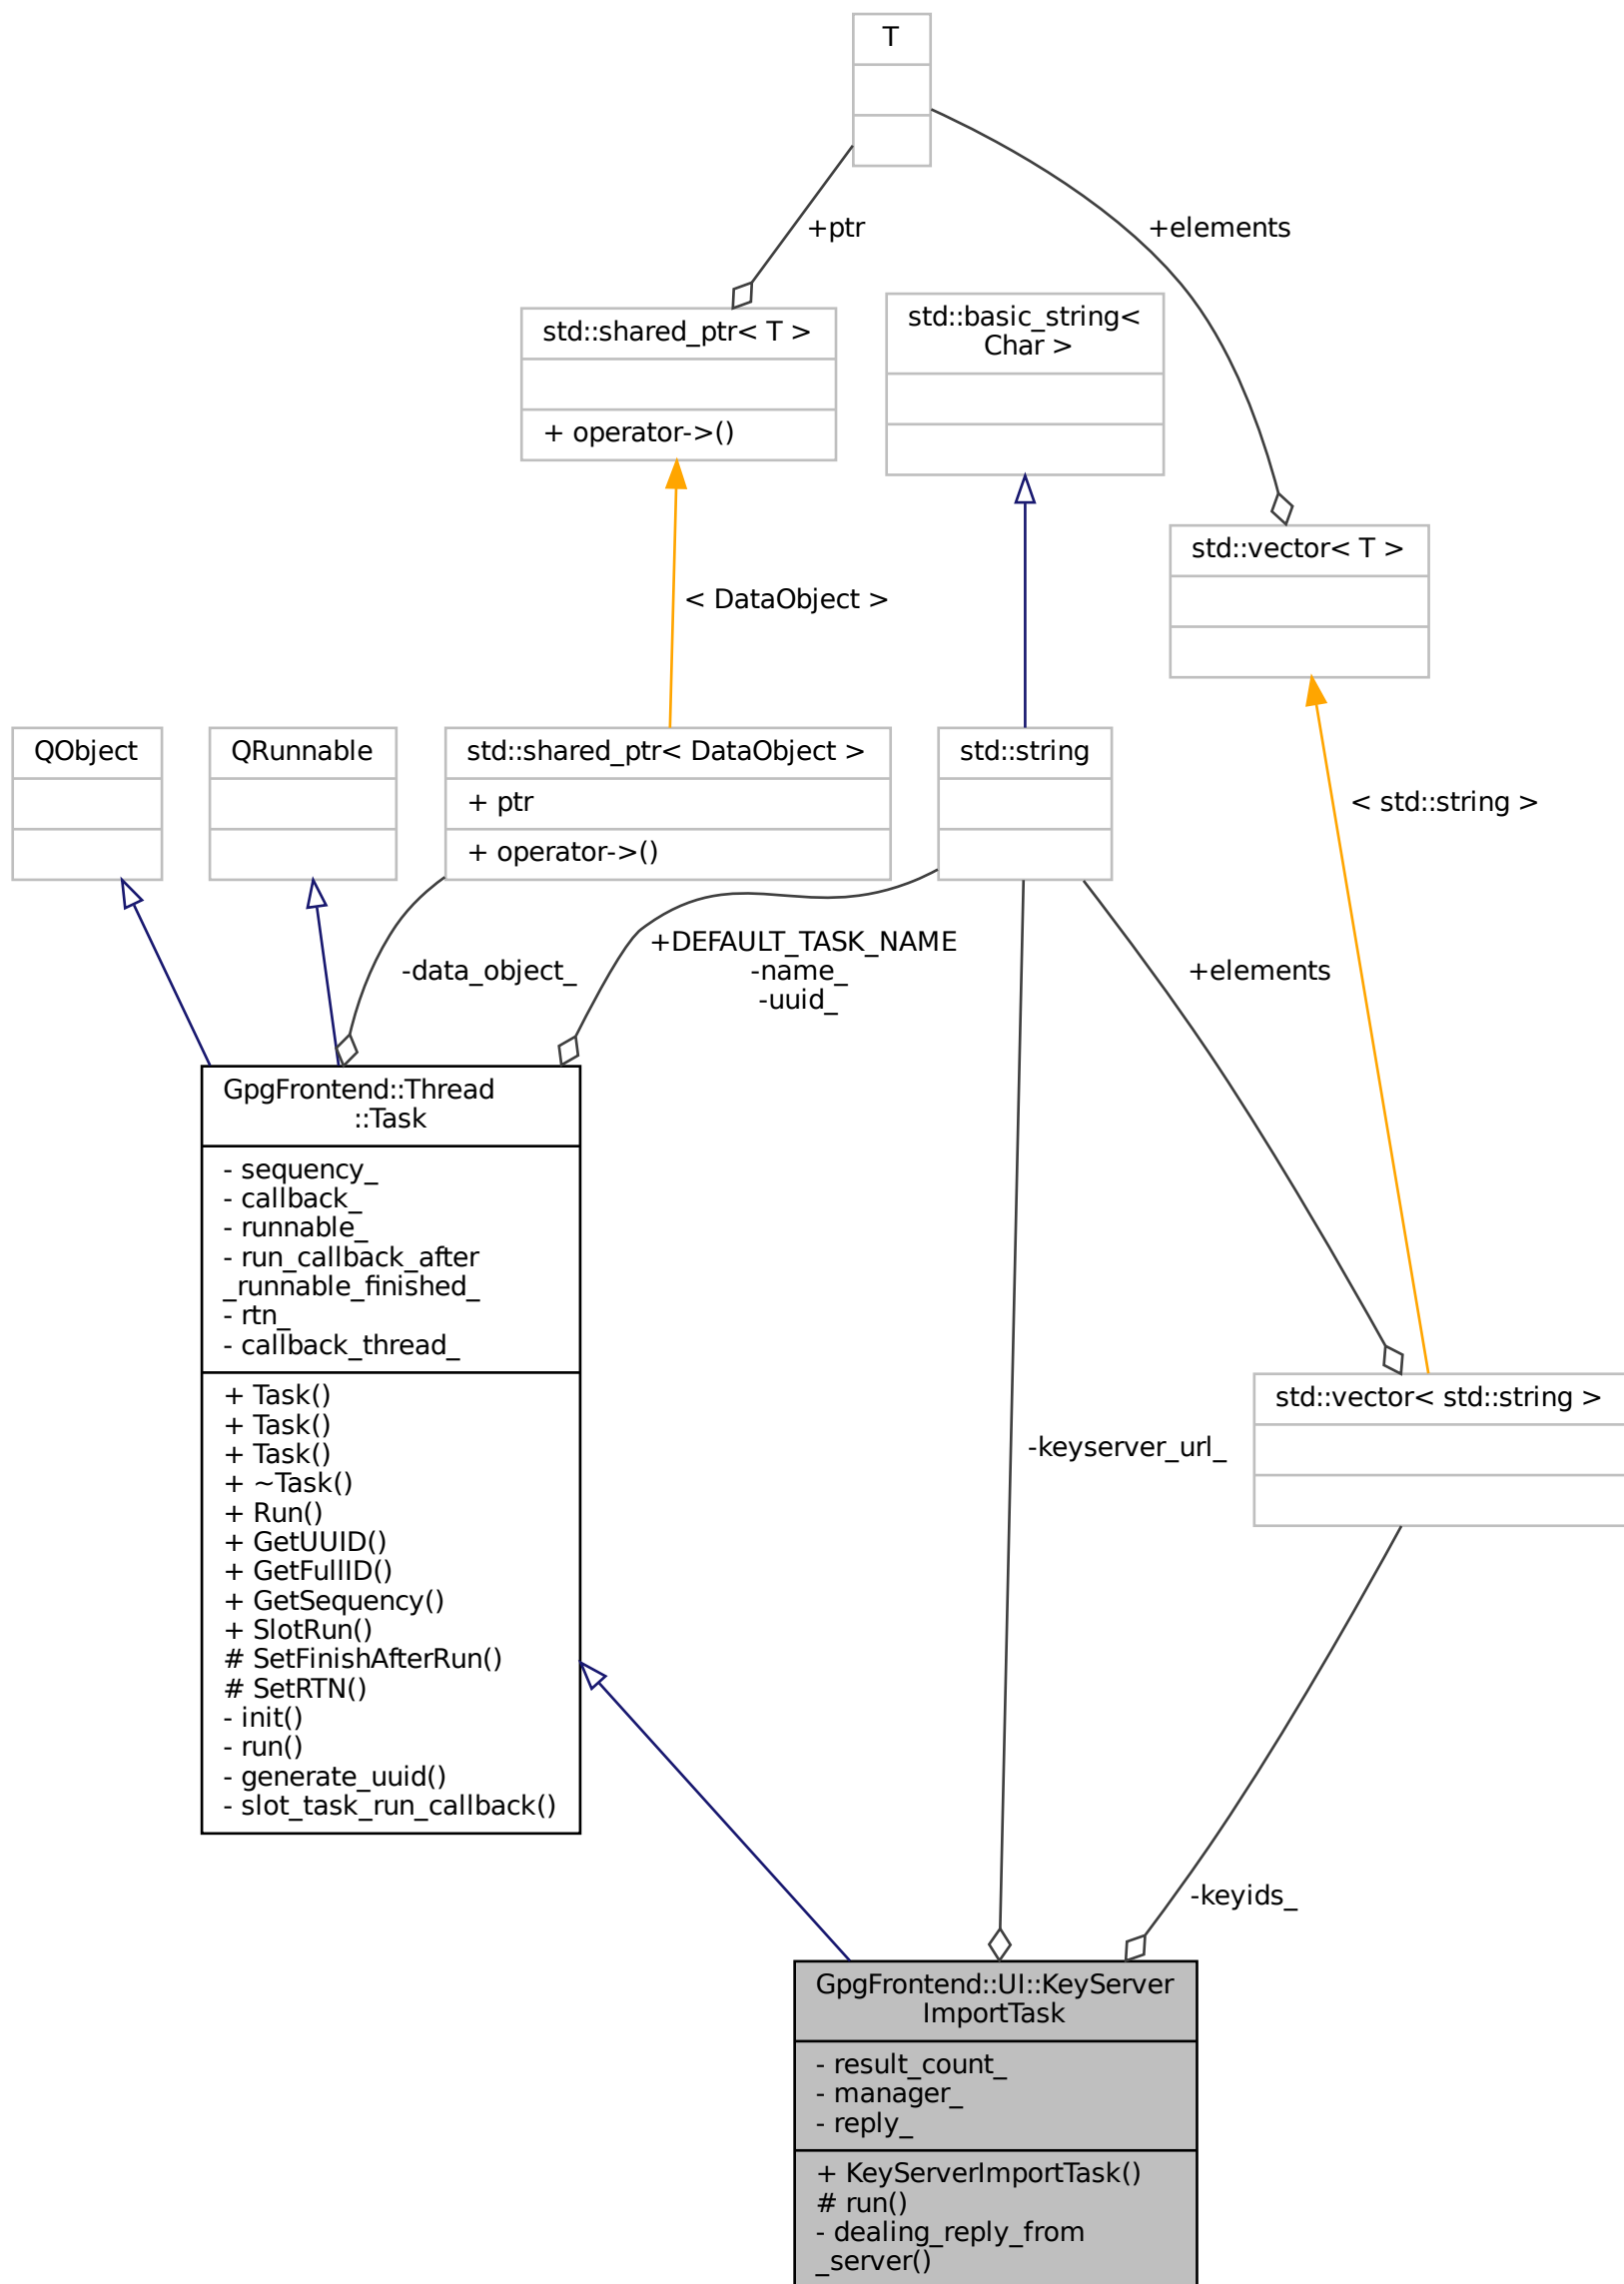 T
+ptr
+elements
std::basic_string<
Char >
std::shared_ptr< T >
+ operator->()
std::vector< T >
< DataObject >
QObject
QRunnable
std::shared_ptr< DataObject >
+ ptr
+ operator->()
std::string
< std::string >
-data_object_
+DEFAULT_TASK_NAME
-name_
-uuid_
+elements
GpgFrontend::Thread
::Task
- sequency_
- callback_
- runnable_
- run_callback_after
_runnable_finished_
- rtn_
- callback_thread_
+ Task()
+ Task()
+ Task()
+ ~Task()
+ Run()
+ GetUUID()
+ GetFullID()
+ GetSequency()
+ SlotRun()
# SetFinishAfterRun()
# SetRTN()
- init()
- run()
- generate_uuid()
- slot_task_run_callback()
std::vector< std::string >
-keyserver_url_
-keyids_
GpgFrontend::UI::KeyServer
ImportTask
- result_count_
- manager_
- reply_
+ KeyServerImportTask()
# run()
- dealing_reply_from
_server()